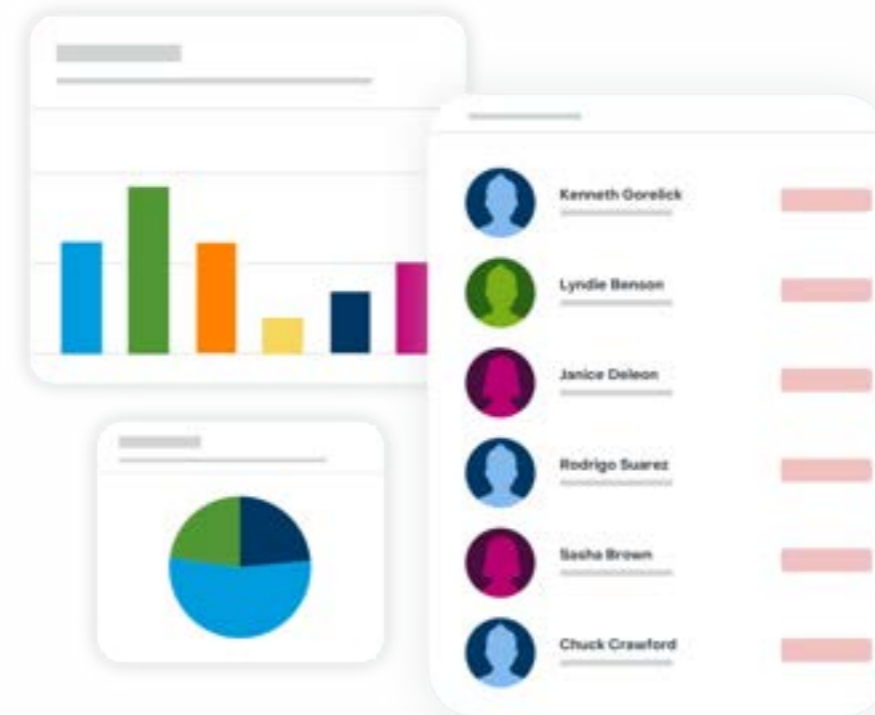 Kenneth Gorelick
Lyndie Benson
Janice Deleon
Rodrigo Suarez
Sasha Brown
Chuck Crawford